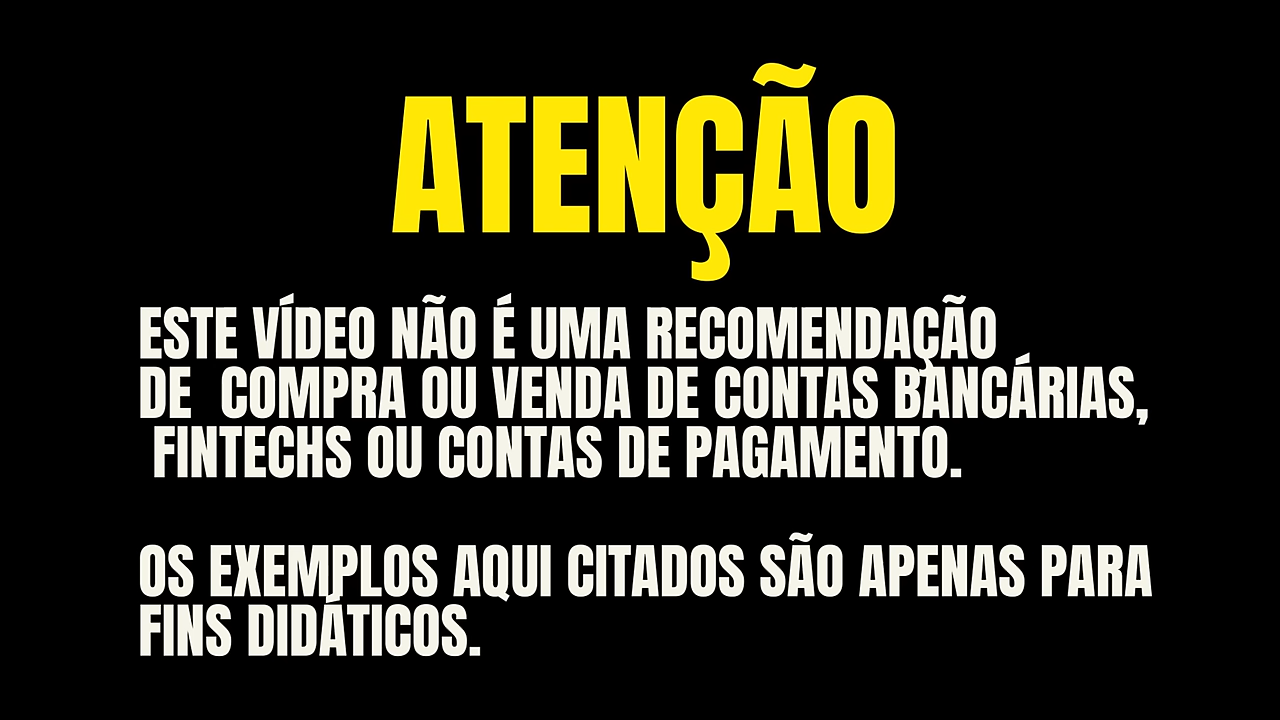 ATENÇÃO
ESTE VÍDEO NÃO É UMA RECOMENDAÇÃO
DE COMPRA OU VENDA DE CONTAS BANCÁRIAS,
FINTECHS OU CONTAS DE PAGAMENTO.
OS EXEMPLOS AQUI CITADOS SÃO APENAS PARA
FINS DIDÁTICOS.